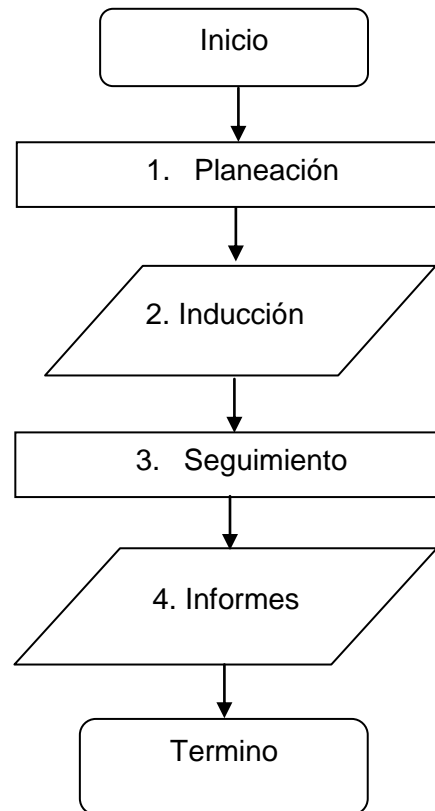 Inicio
1. Planeación
2. Inducción
3. Seguimiento
4. Informes
Termino